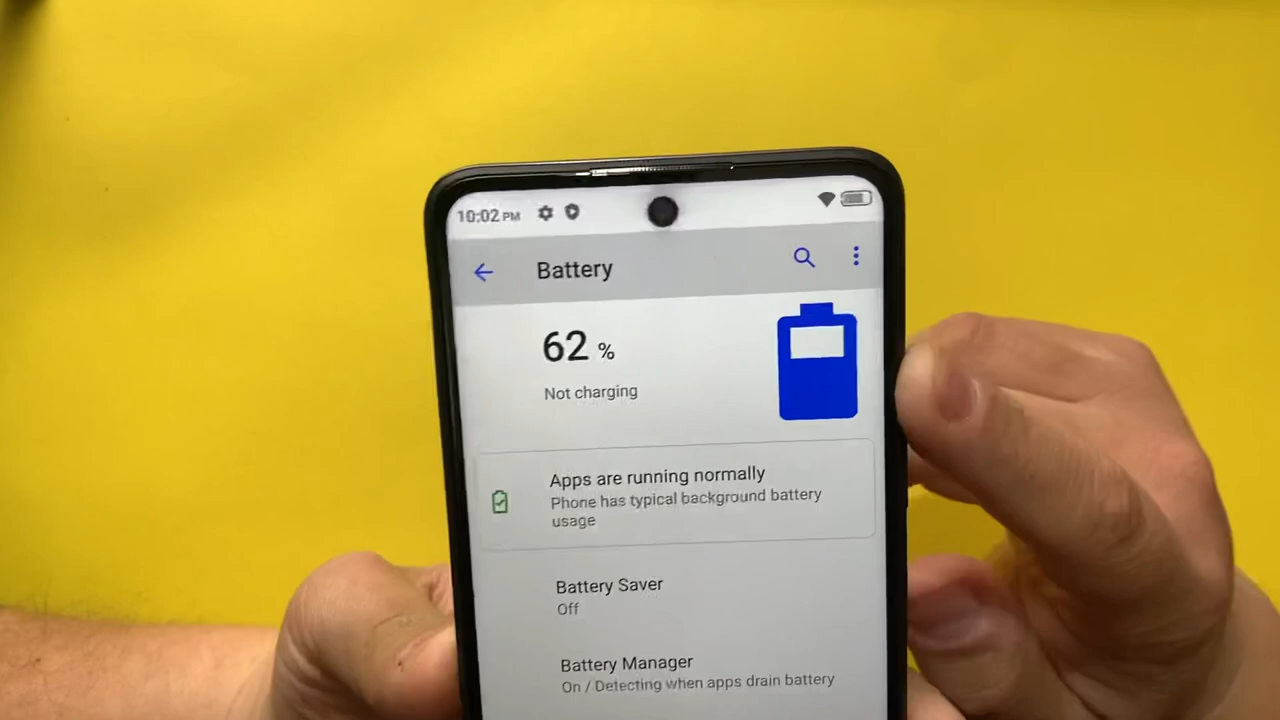 10:02 PM
Battery
62 %
Not charging
Apps are running normally
Phone has typical background battery
usage
Battery Saver
Off
Battery Manager
On / Detecting when apps drain battery